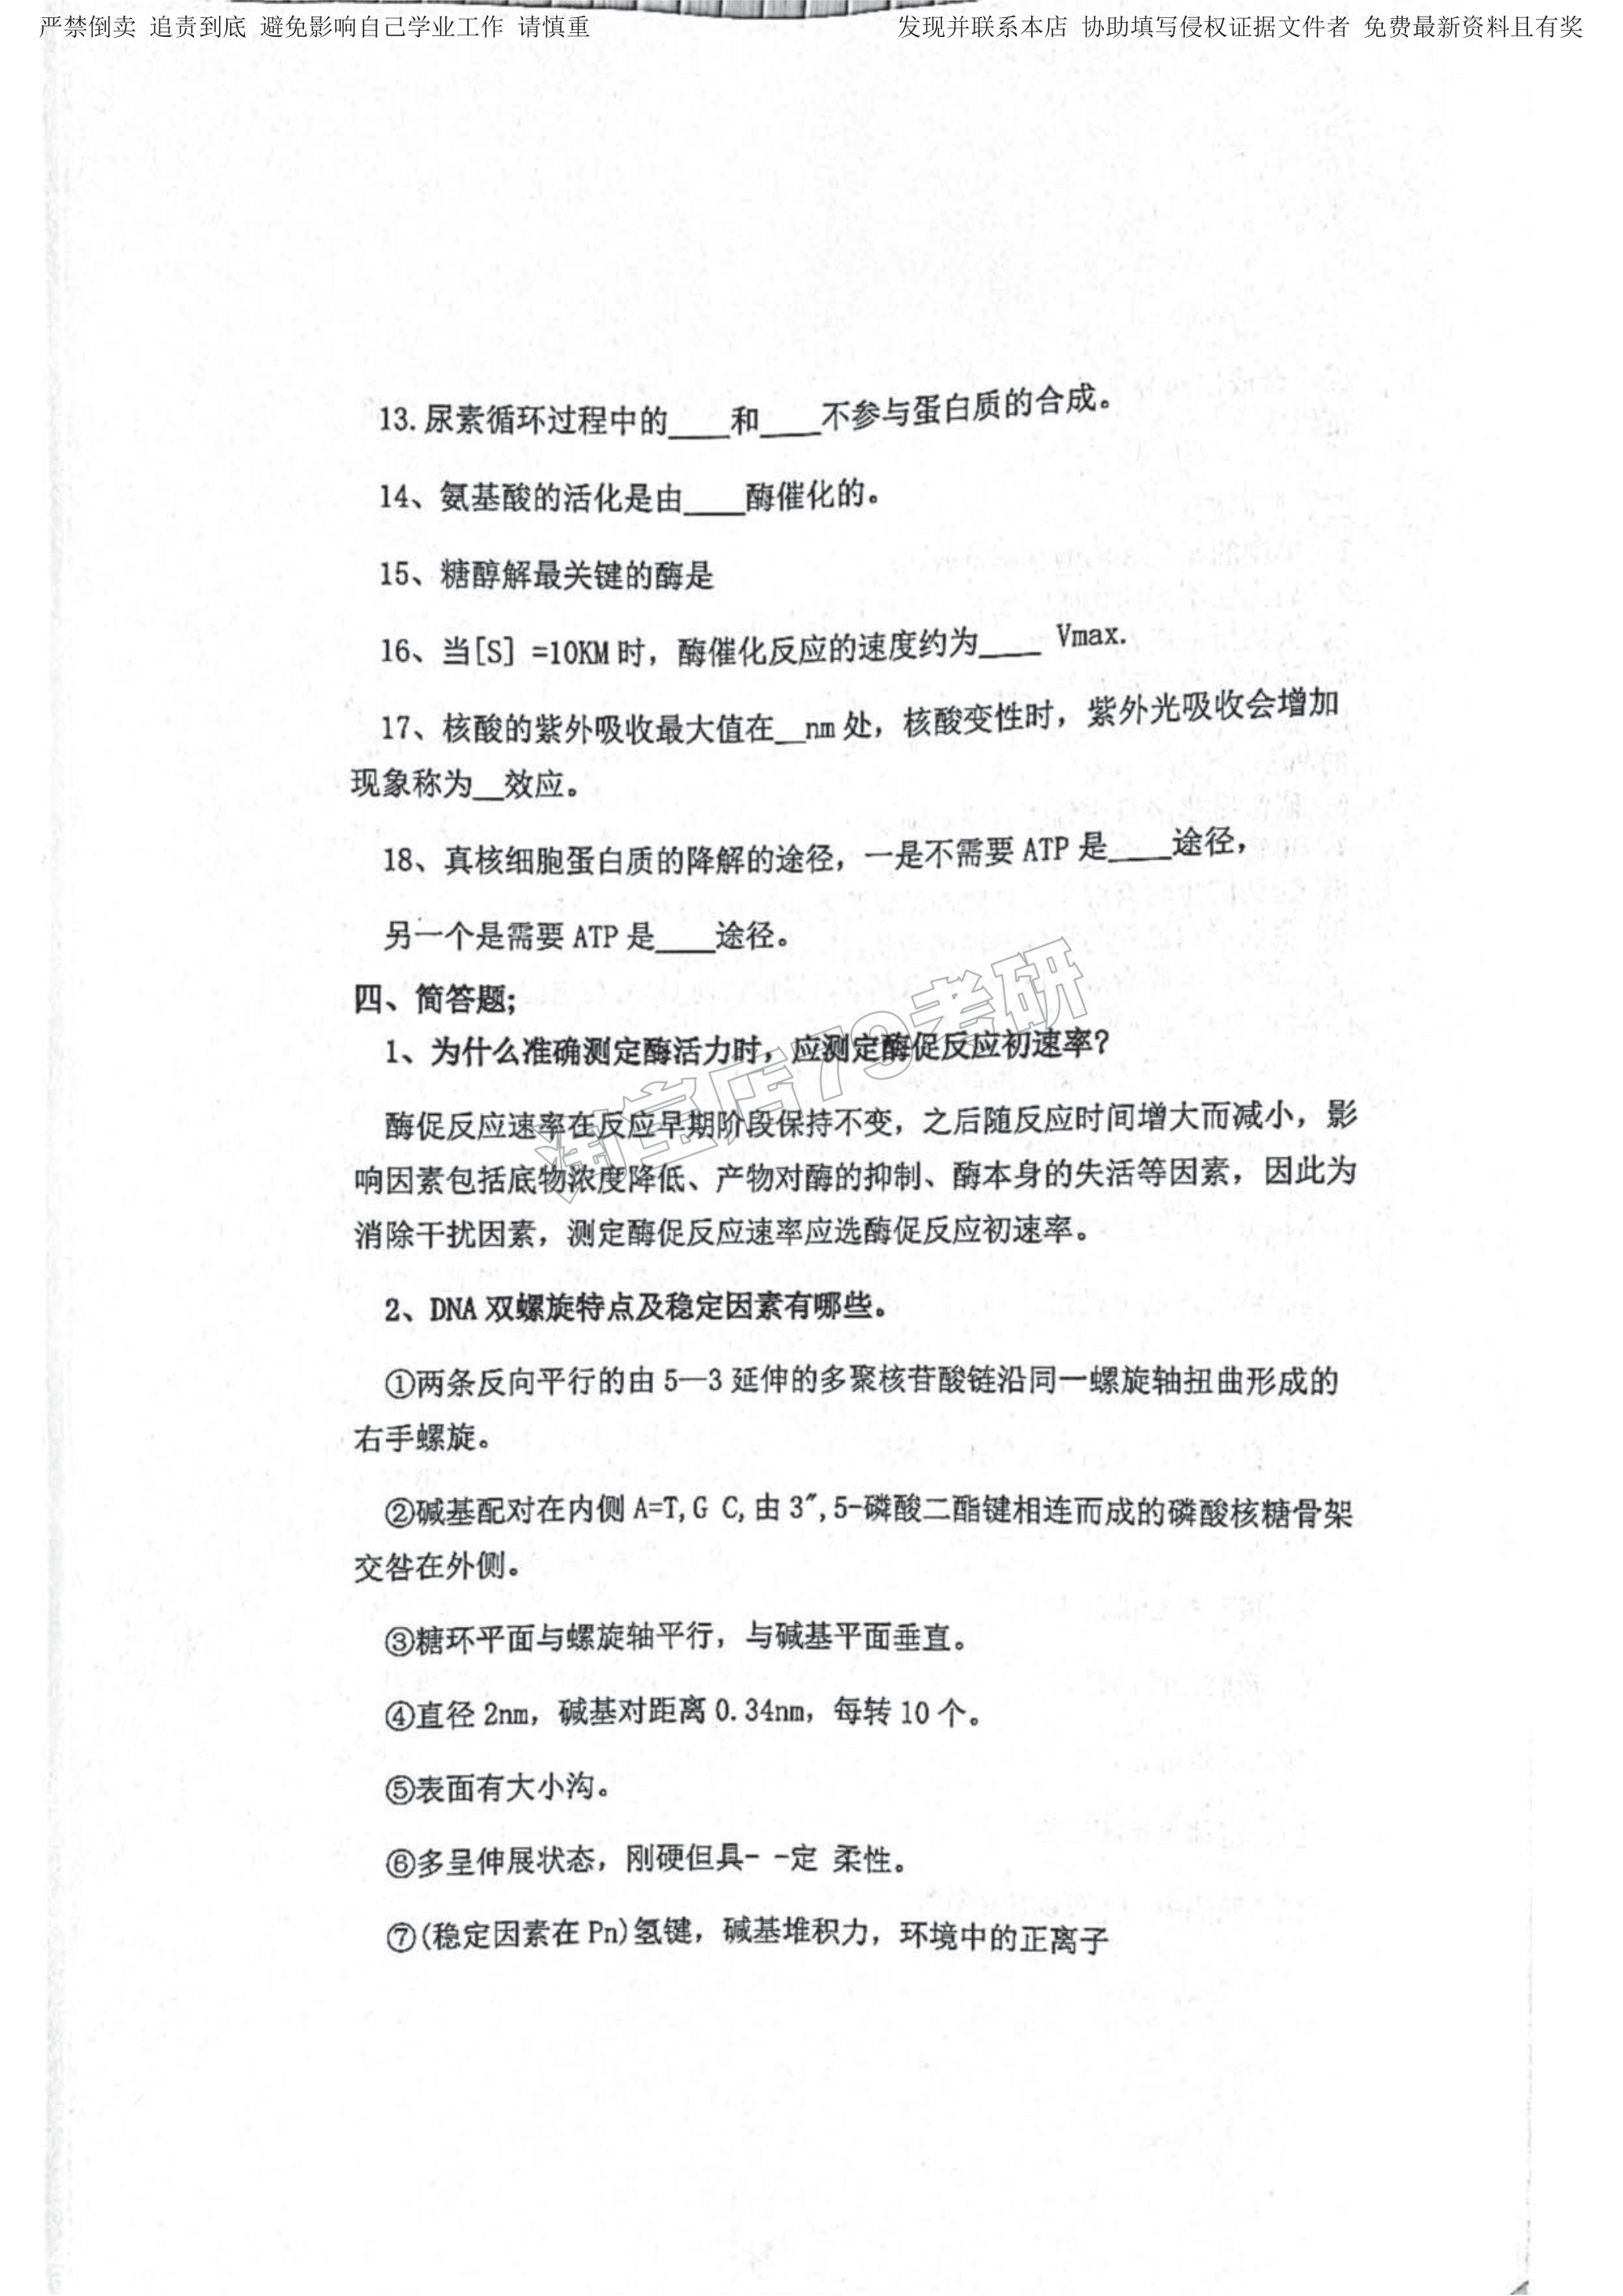 严禁倒卖 追责到底 避免影响自己学业工作 请慎重
发现并联系本店 协助填写侵权证据文件者 免费最新资料且有奖
13.尿素循环过程中的____和____不参与蛋白质的合成。
14、氨基酸的活化是由____酶催化的。
15、糖醇解最关键的酶是
16、当[S] =10KM时，酶催化反应的速度约为____ Vmax.
17、核酸的紫外吸收最大值在__nm处，核酸变性时，紫外光吸收会增加
现象称为__效应。
18、真核细胞蛋白质的降解的途径，一是不需要ATP是____途径，
另一个是需要ATP是____途径。
四、简答题；
1、为什么准确测定酶活力时，应测定酶促反应初速率？
酶促反应速率在反应早期阶段保持不变，之后随反应时间增大而减小，影
响因素包括底物浓度降低、产物对酶的抑制、酶本身的失活等因素，因此为
消除干扰因素，测定酶促反应速率应选酶促反应初速率。
2、DNA双螺旋特点及稳定因素有哪些。
①两条反向平行的由5—3延伸的多聚核苷酸链沿同一螺旋轴扭曲形成的
右手螺旋。
②碱基配对在内侧A=T,G C,由3″,5-磷酸二酯键相连而成的磷酸核糖骨架
交咎在外侧。
③糖环平面与螺旋轴平行，与碱基平面垂直。
④直径2nm，碱基对距离0.34nm，每转10个。
⑤表面有大小沟。
⑥多呈伸展状态，刚硬但具- -定 柔性。
⑦(稳定因素在Pn)氢键，碱基堆积力，环境中的正离子
淘宝店79考研